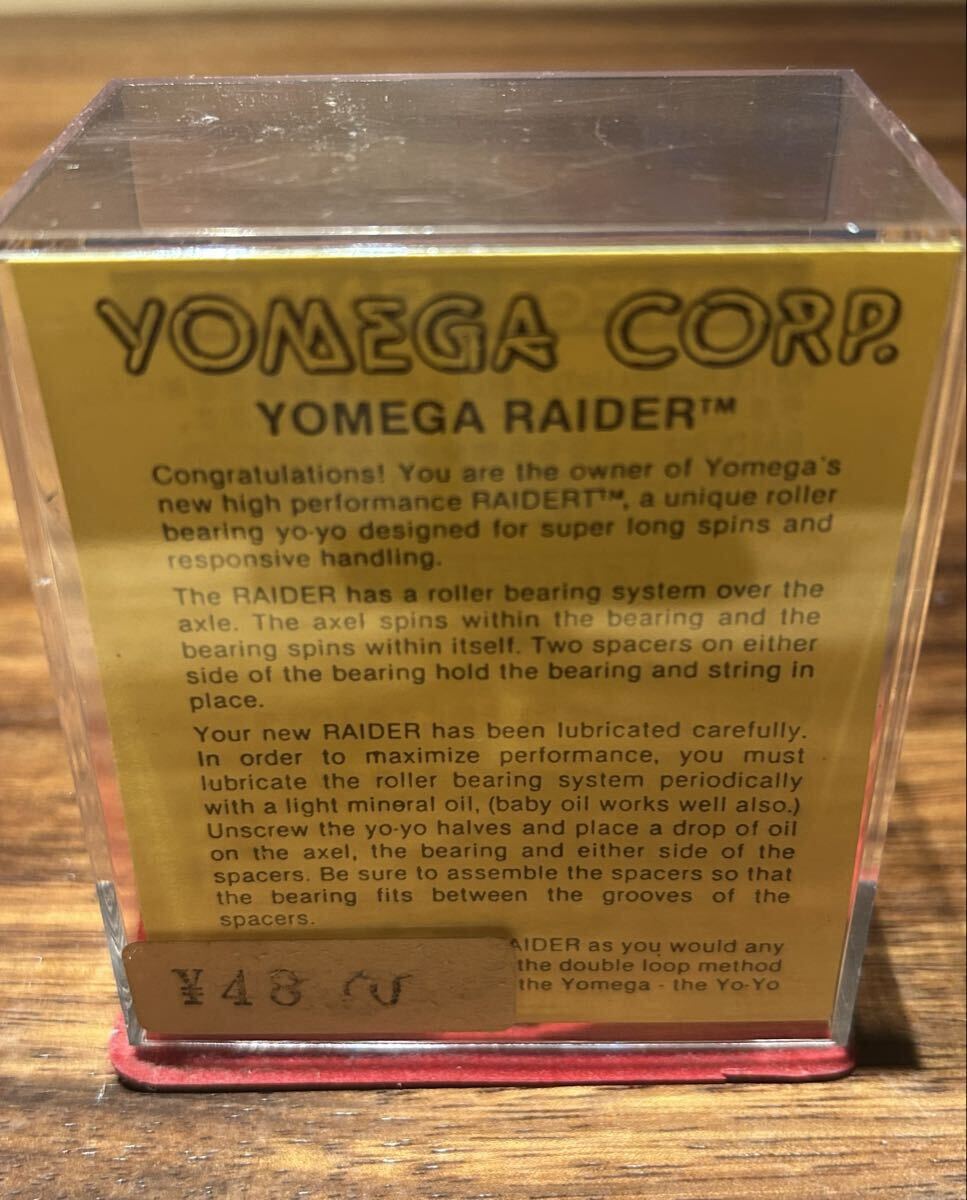 YOMEGA CORP.
YOMEGA RAIDER™
Congratulations! You are the owner of Yomega's
new high performance RAIDERT™, a unique roller
bearing yo-yo designed for super long spins and
responsive handling.
The RAIDER has a roller bearing system over the
axle. The axel spins within the bearing and the
bearing spins within itself. Two spacers on either
side of the bearing hold the bearing and string in
place.
Your new RAIDER has been lubricated carefully.
In order to maximize performance, you must
lubricate the roller bearing system periodically
with a light mineral oil, (baby oil works well also.)
Unscrew the yo-yo halves and place a drop of oil
on the axel, the bearing and either side of the
spacers. Be sure to assemble the spacers so that
the bearing fits between the grooves of the
spacers.
AIDER as you would any
the double loop method
the Yomega - the Yo-Yo
¥48